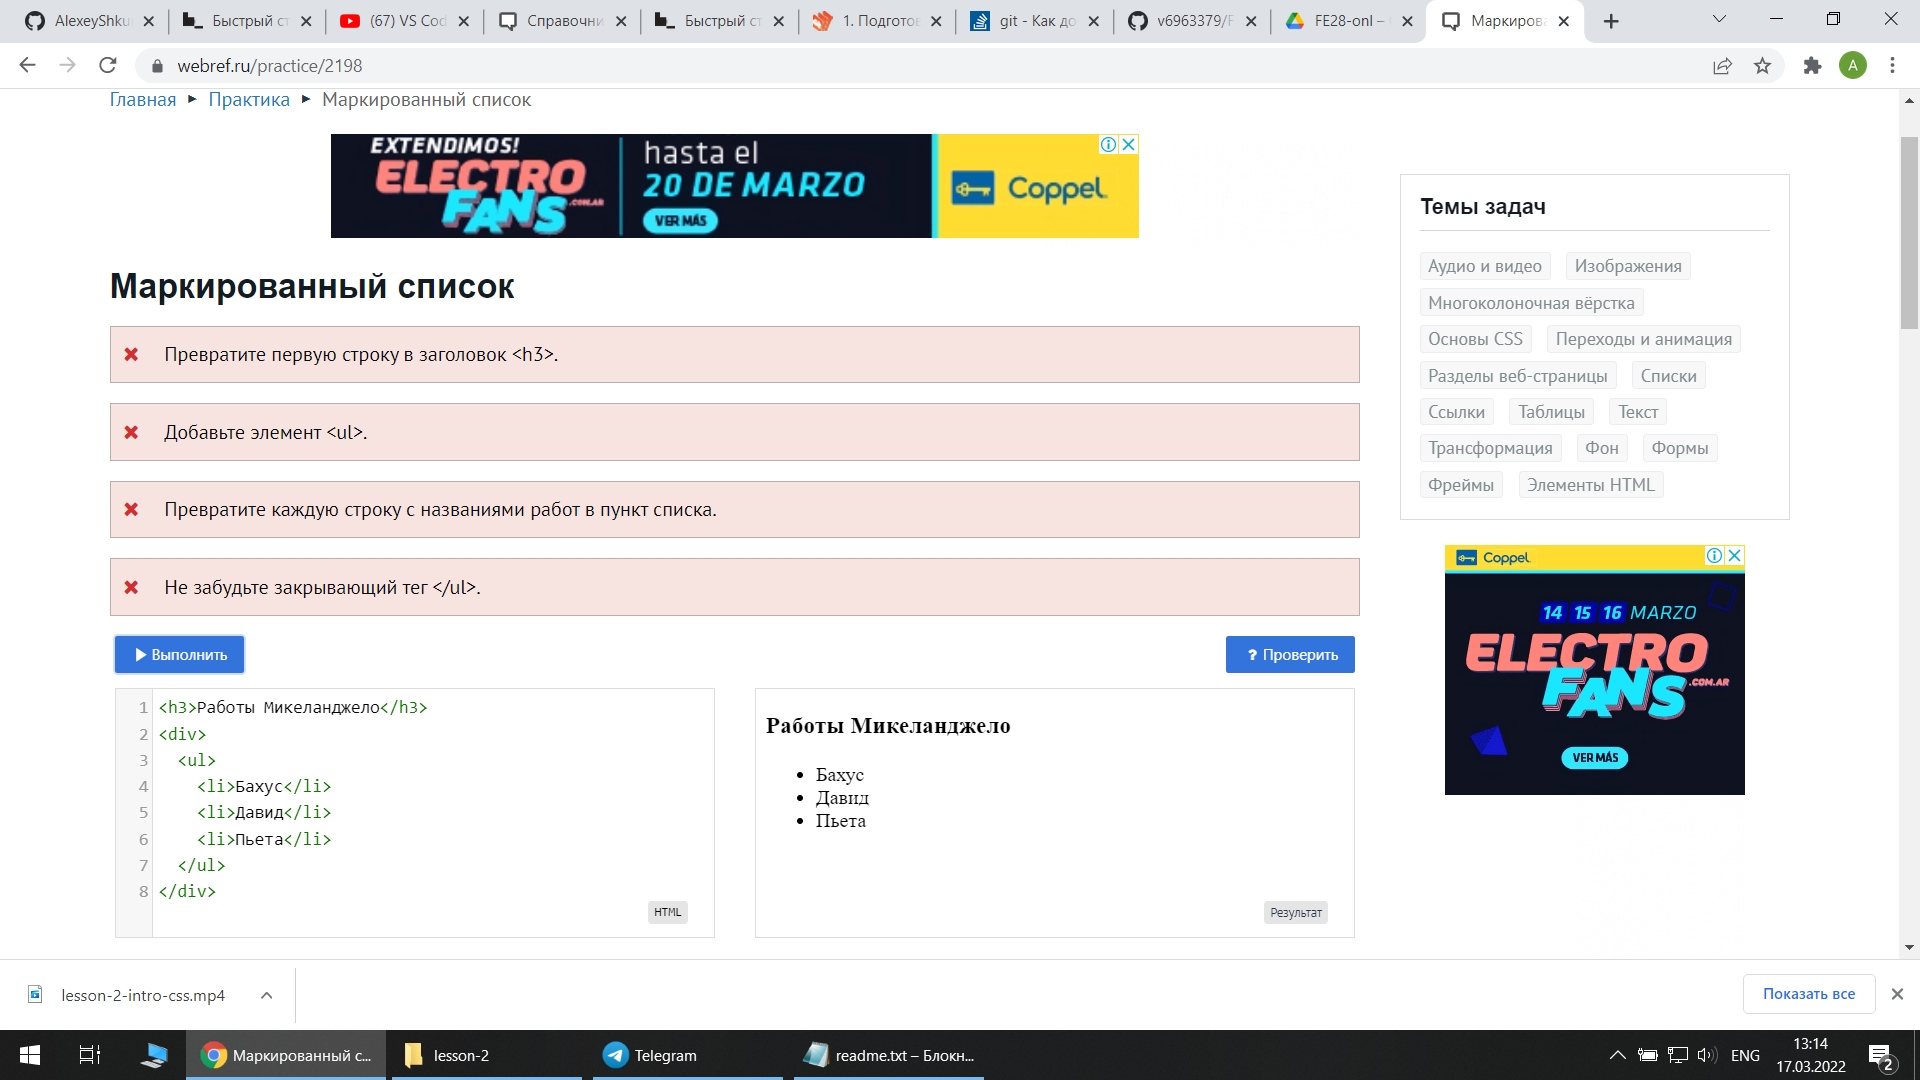 AlexeyShku
Быстрый ст
(67) VS Cod
Справочни
Быстрый ст
1. Подгото
git - Как до
v6963379/F
FE28-onl –
Маркирова
webref.ru/practice/2198
A
Главная ► Практика ► Маркированный список
EXTENDIMOS!
ELECTRO
FANS
.COM.AR
hasta el
20 DE MARZO
VER MÁS
Coppel
Маркированный список
Превратите первую строку в заголовок <h3>.
Добавьте элемент <ul>.
Превратите каждую строку с названиями работ в пункт списка.
Не забудьте закрывающий тег </ul>.
Выполнить
? Проверить
1 <h3>Работы Микеланджело</h3>
2 <div>
3 <ul>
4 <li>Бахус</li>
5 <li>Давид</li>
6 <li>Пьета</li>
7 </ul>
8 </div>
HTML
Работы Микеланджело
• Бахус
• Давид
• Пьета
Результат
Темы задач
Аудио и видео Изображения
Многоколоночная вёрстка
Основы CSS Переходы и анимация
Разделы веб-страницы Списки
Ссылки Таблицы Текст
Трансформация Фон Формы
Фреймы Элементы HTML
Coppel
14 15 16 MARZO
ELECTRO
FANS
.COM.AR
VER MÁS
lesson-2-intro-css.mp4
Показать все
Маркированный с...
lesson-2
Telegram
readme.txt – Блокн...
ENG
13:14
17.03.2022
2